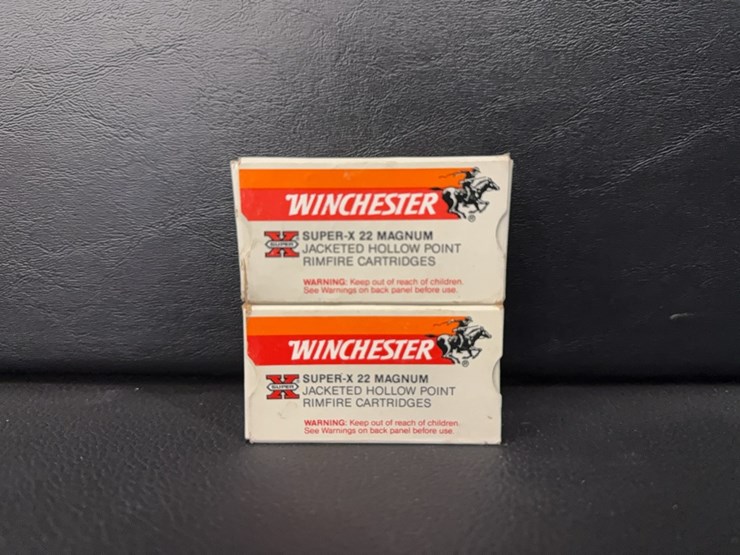 WINCHESTER
®
SUPER
X
SUPER-X 22 MAGNUM
JACKETED HOLLOW POINT
RIMFIRE CARTRIDGES
WARNING: Keep out of reach of children.
See Warnings on back panel before use.
WINCHESTER
®
SUPER
X
SUPER-X 22 MAGNUM
JACKETED HOLLOW POINT
RIMFIRE CARTRIDGES
WARNING: Keep out of reach of children.
See Warnings on back panel before use.